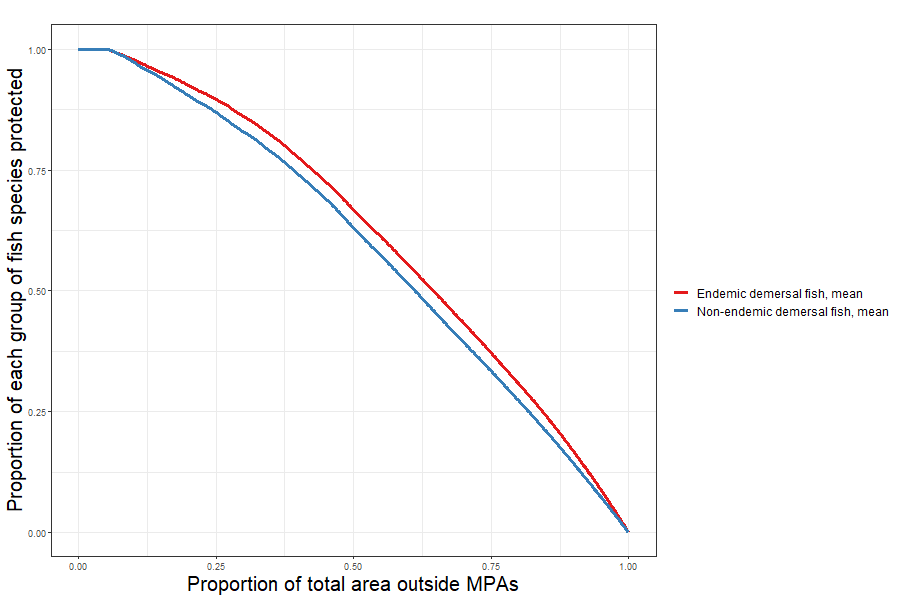 Proportion of each group of fish species protected
1.00
0.75
0.50
0.25
0.00
0.00 0.25 0.50 0.75 1.00
Proportion of total area outside MPAs
Endemic demersal fish, mean
Non-endemic demersal fish, mean